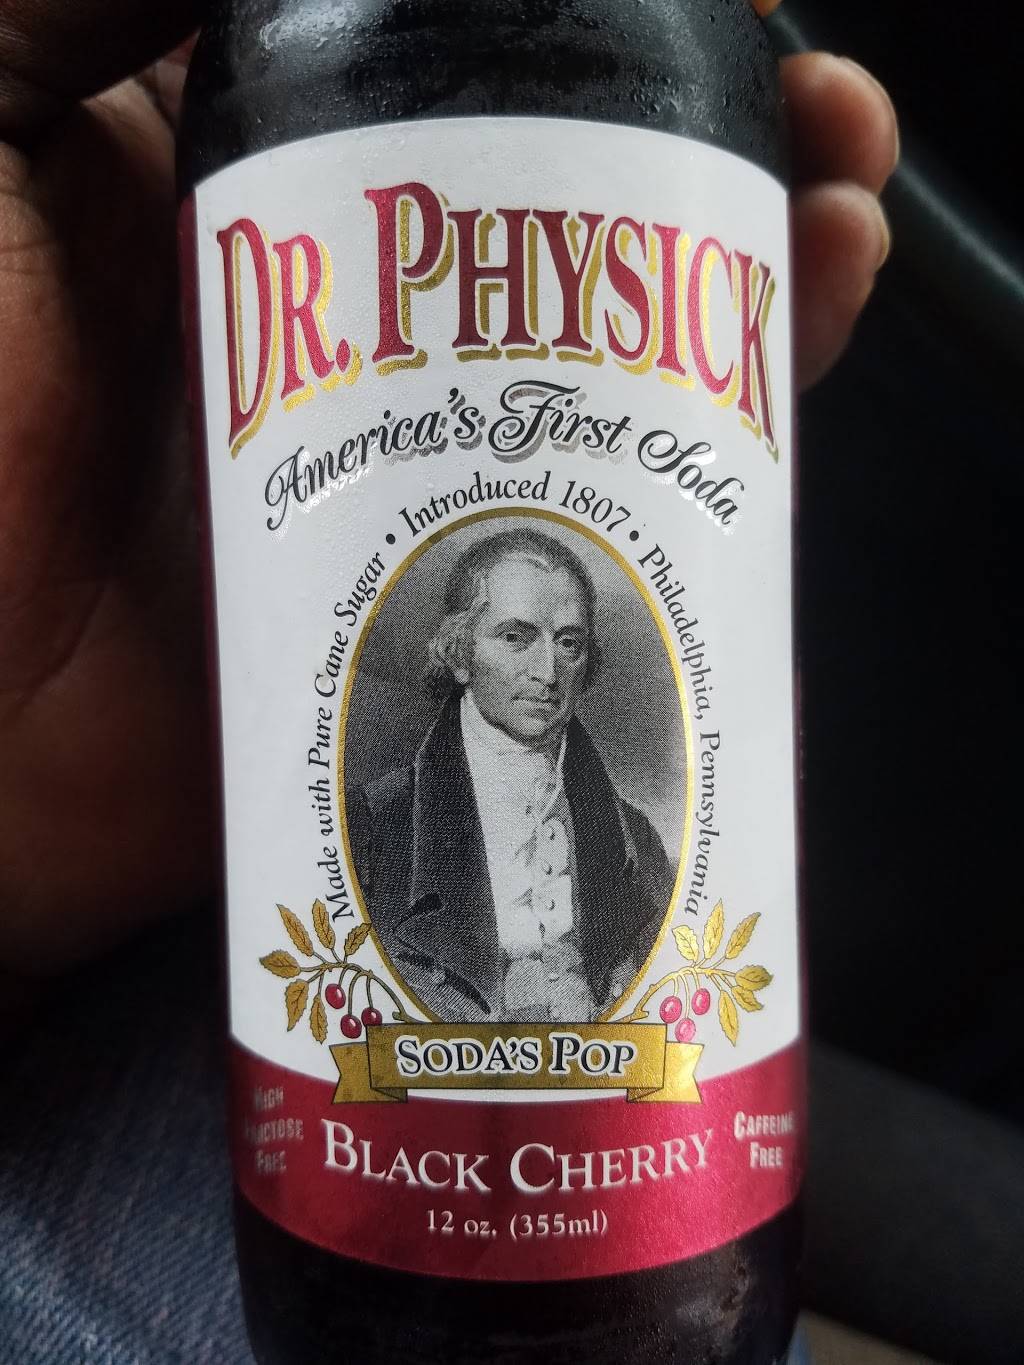 DR. PHYSICK
America's First Soda
Made with Pure Cane Sugar • Introduced 1807 • Philadelphia, Pennsylvania
SODA'S POP
HIGH
FRUCTOSE
FREE
BLACK CHERRY
CAFFEINE
FREE
12 oz. (355ml)